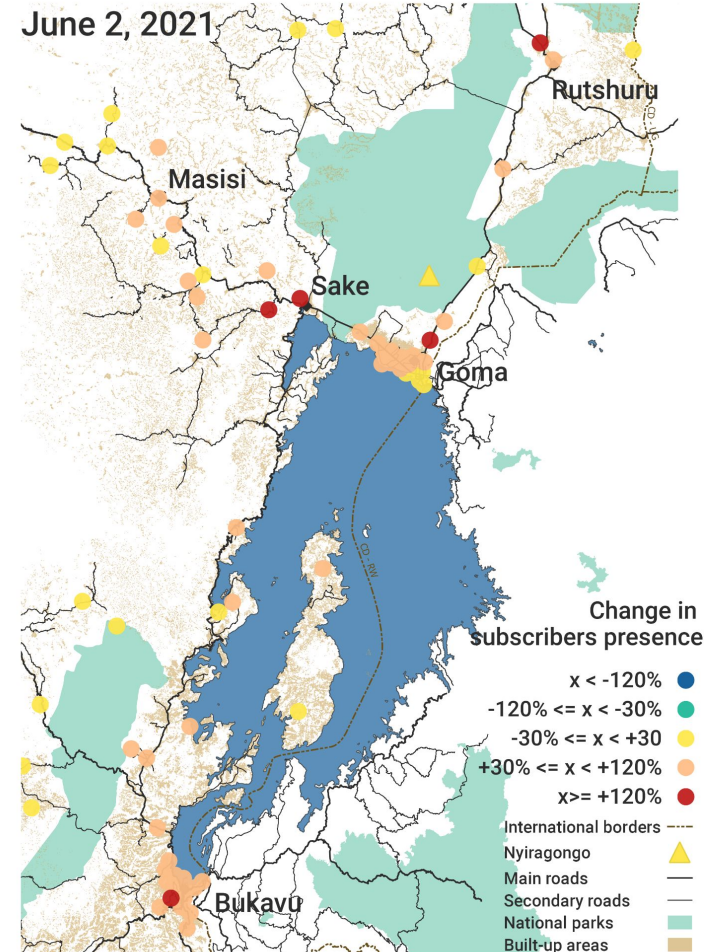 June 2, 2021
Rutshuru
Masisi
Sake
Goma
CD - RW
Bukavu
Change in
subscribers presence
x < -120%
-120% <= x < -30%
-30% <= x < +30
+30% <= x < +120%
x>= +120%
International borders
Nyiragongo
Main roads
Secondary roads
National parks
Built-up areas